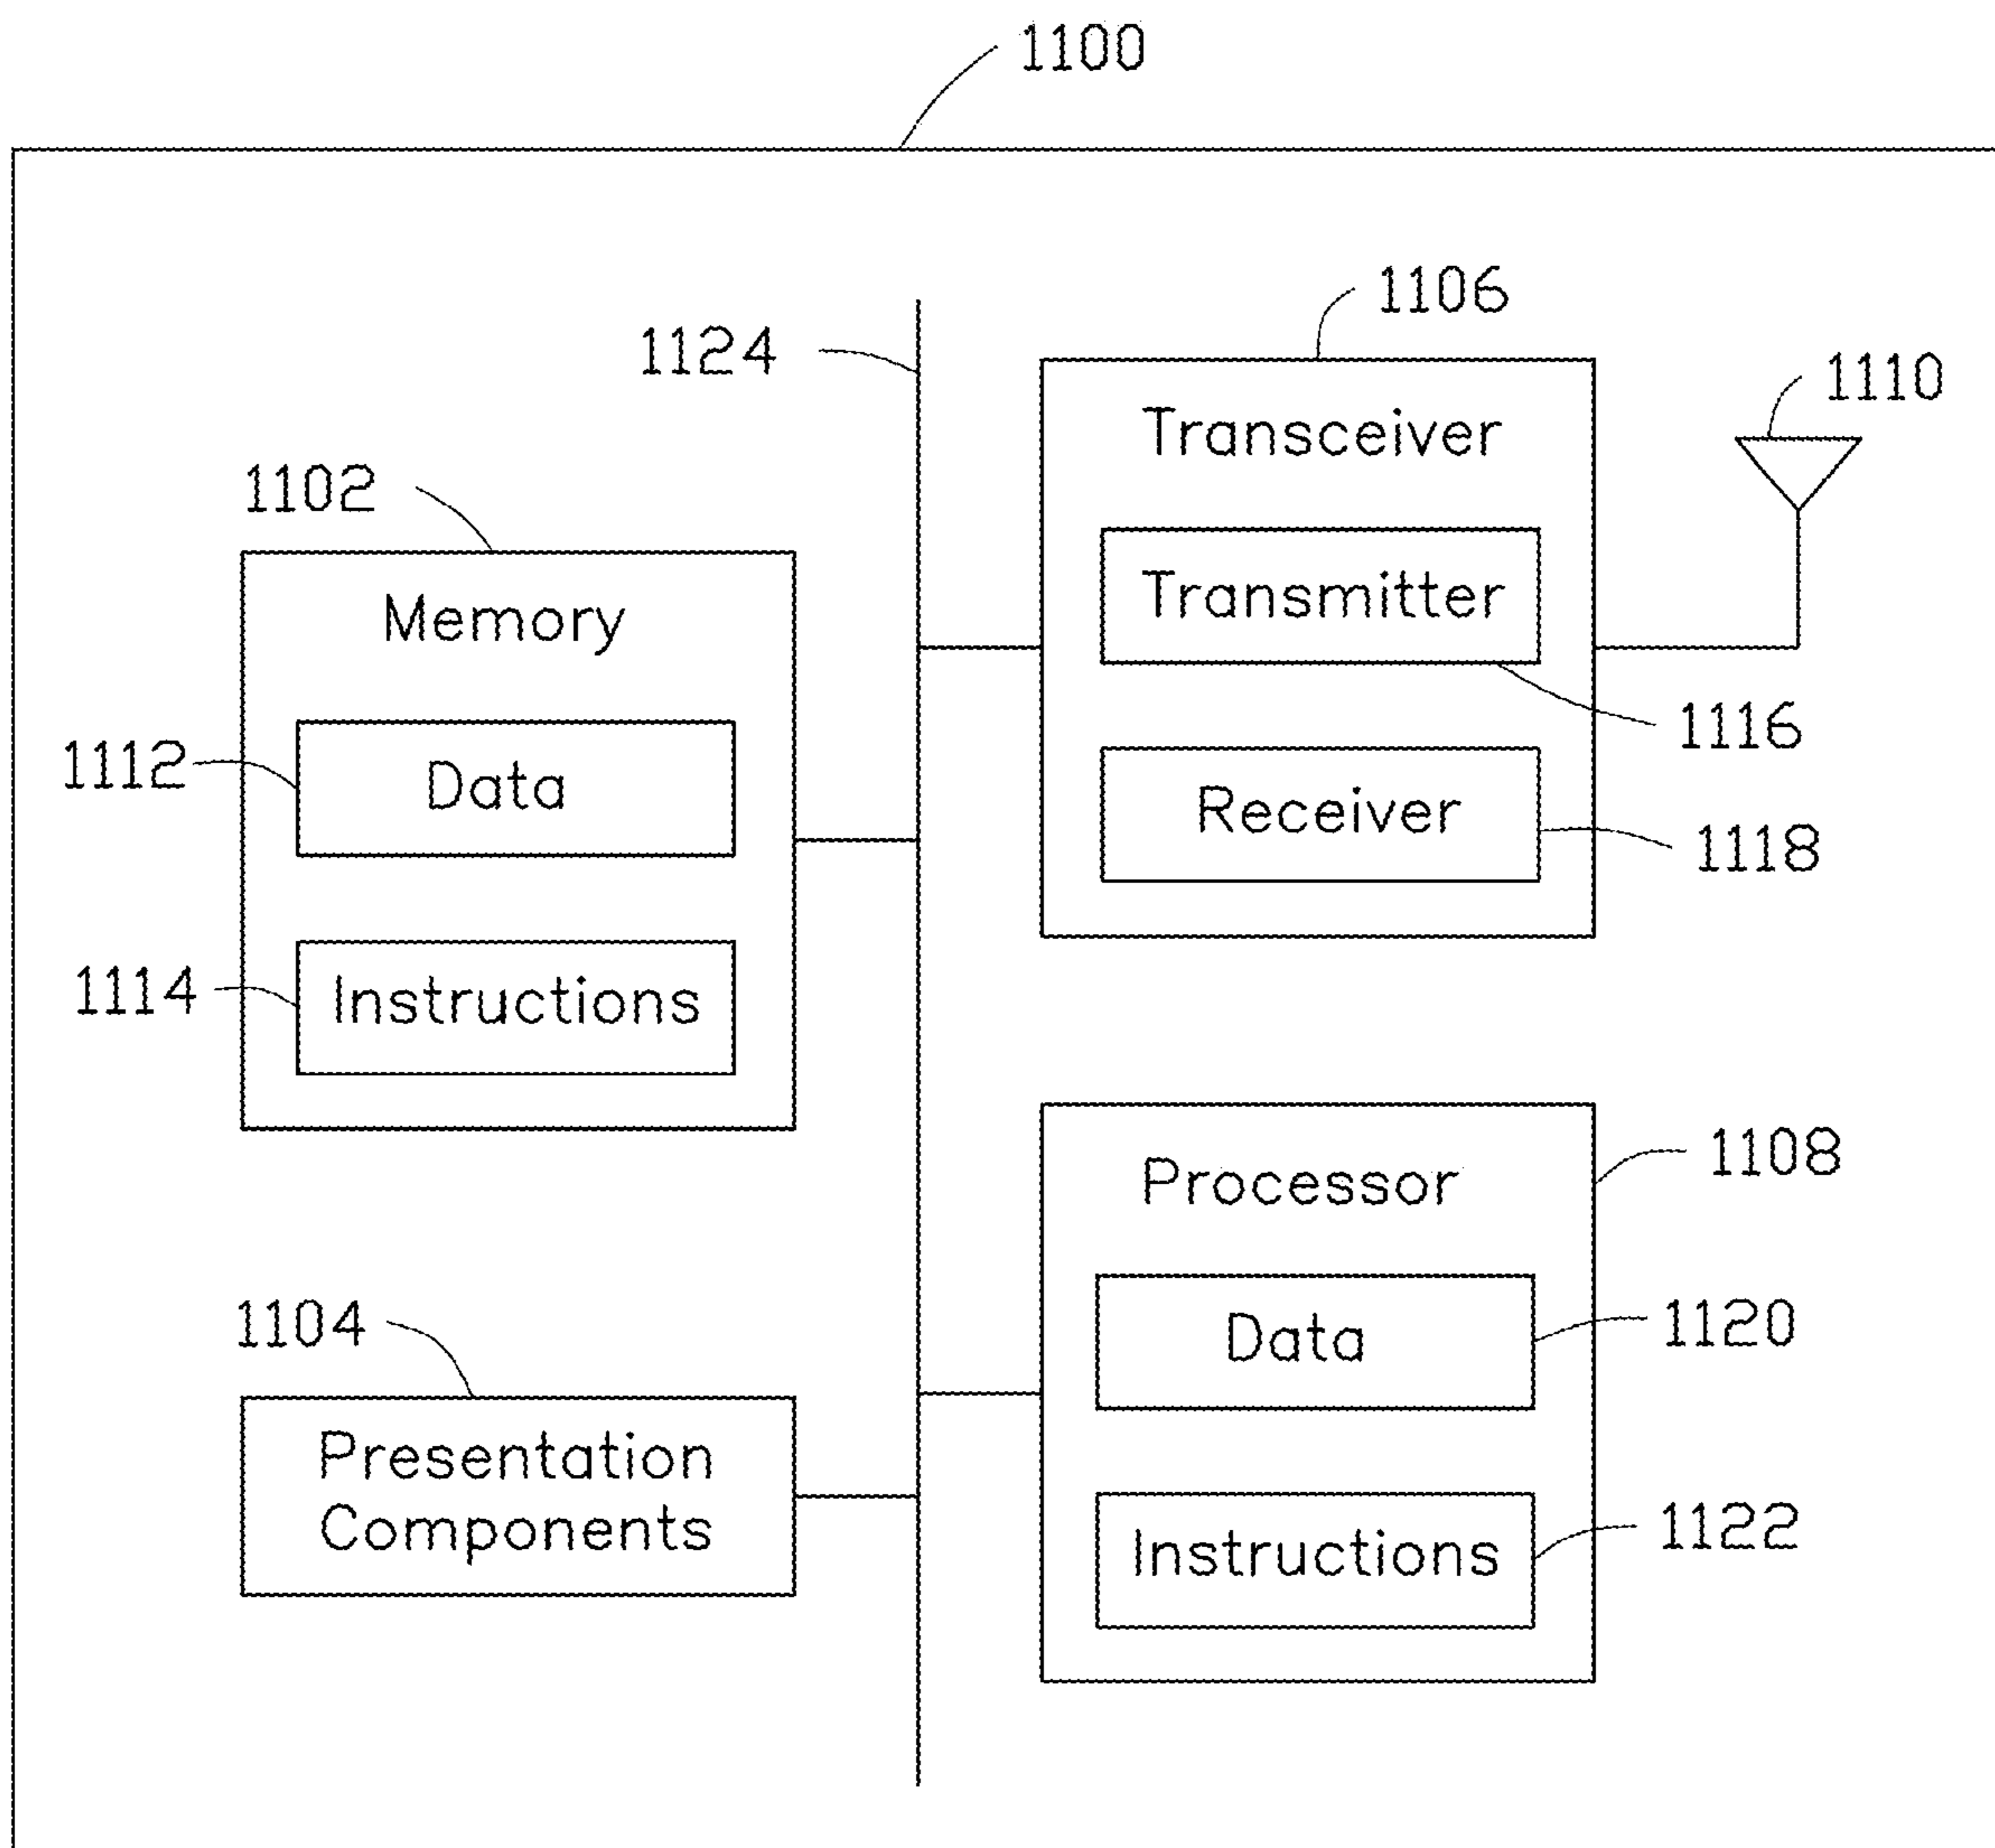 1100
1106
1124
1110
Transceiver
1102
Transmitter
Memory
1116
1112
Data
Receiver
1118
1114
Instructions
1108
Processor
1104
Data
1120
Presentation
Components
Instructions
1122